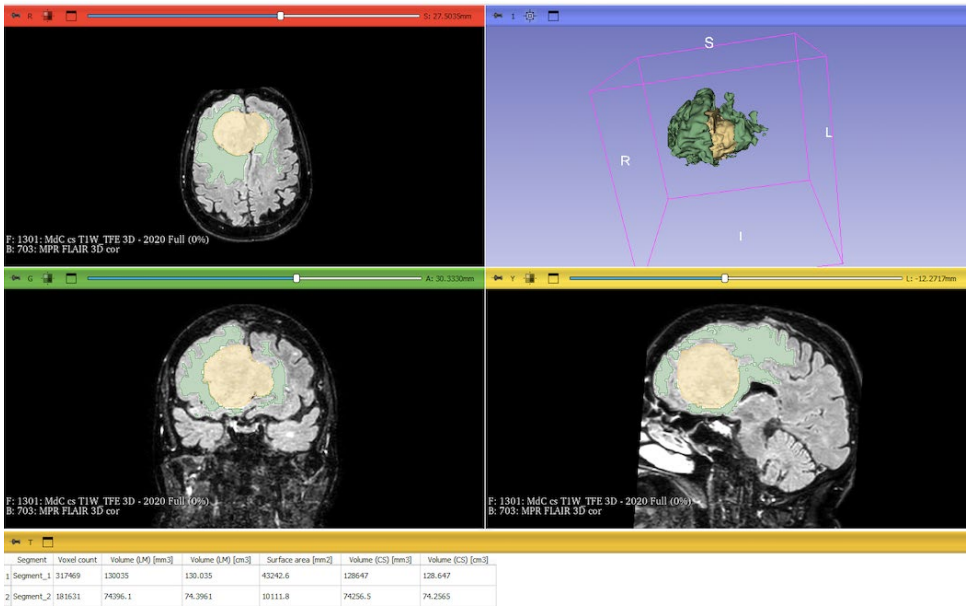 R S: 27.5035mm
1
S
R
L
I
F: 1301: MdC cs T1W_TFE 3D - 2020 Full (0%)
B: 703: MPR FLAIR 3D cor
G A: 30.3330mm
Y L: -12.2717mm
F: 1301: MdC cs T1W_TFE 3D - 2020 Full (0%)
B: 703: MPR FLAIR 3D cor
F: 1301: MdC cs T1W_TFE 3D - 2020 Full (0%)
B: 703: MPR FLAIR 3D cor
T
Segment Voxel count Volume (LM) [mm3] Volume (LM) [cm3] Surface area [mm2] Volume (CS) [mm3] Volume (CS) [cm3]
1 Segment_1 317469 130035 130.035 43242.6 128647 128.647
2 Segment_2 181631 74396.1 74.3961 10111.8 74256.5 74.2565